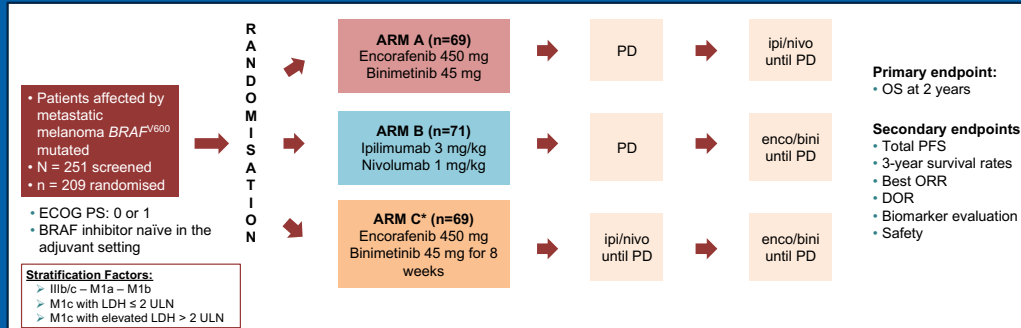 • Patients affected by
metastatic
melanoma BRAFV600
mutated
• N = 251 screened
• n = 209 randomised
• ECOG PS: 0 or 1
• BRAF inhibitor naïve in the
adjuvant setting
Stratification Factors:
➢ IIIb/c – M1a – M1b
➢ M1c with LDH ≤ 2 ULN
➢ M1c with elevated LDH > 2 ULN
RANDOMISATION
ARM A (n=69)
Encorafenib 450 mg
Binimetinib 45 mg
PD
ipi/nivo
until PD
ARM B (n=71)
Ipilimumab 3 mg/kg
Nivolumab 1 mg/kg
PD
enco/bini
until PD
ARM C* (n=69)
Encorafenib 450 mg
Binimetinib 45 mg for 8
weeks
ipi/nivo
until PD
enco/bini
until PD
Primary endpoint:
• OS at 2 years
Secondary endpoints
• Total PFS
• 3-year survival rates
• Best ORR
• DOR
• Biomarker evaluation
• Safety